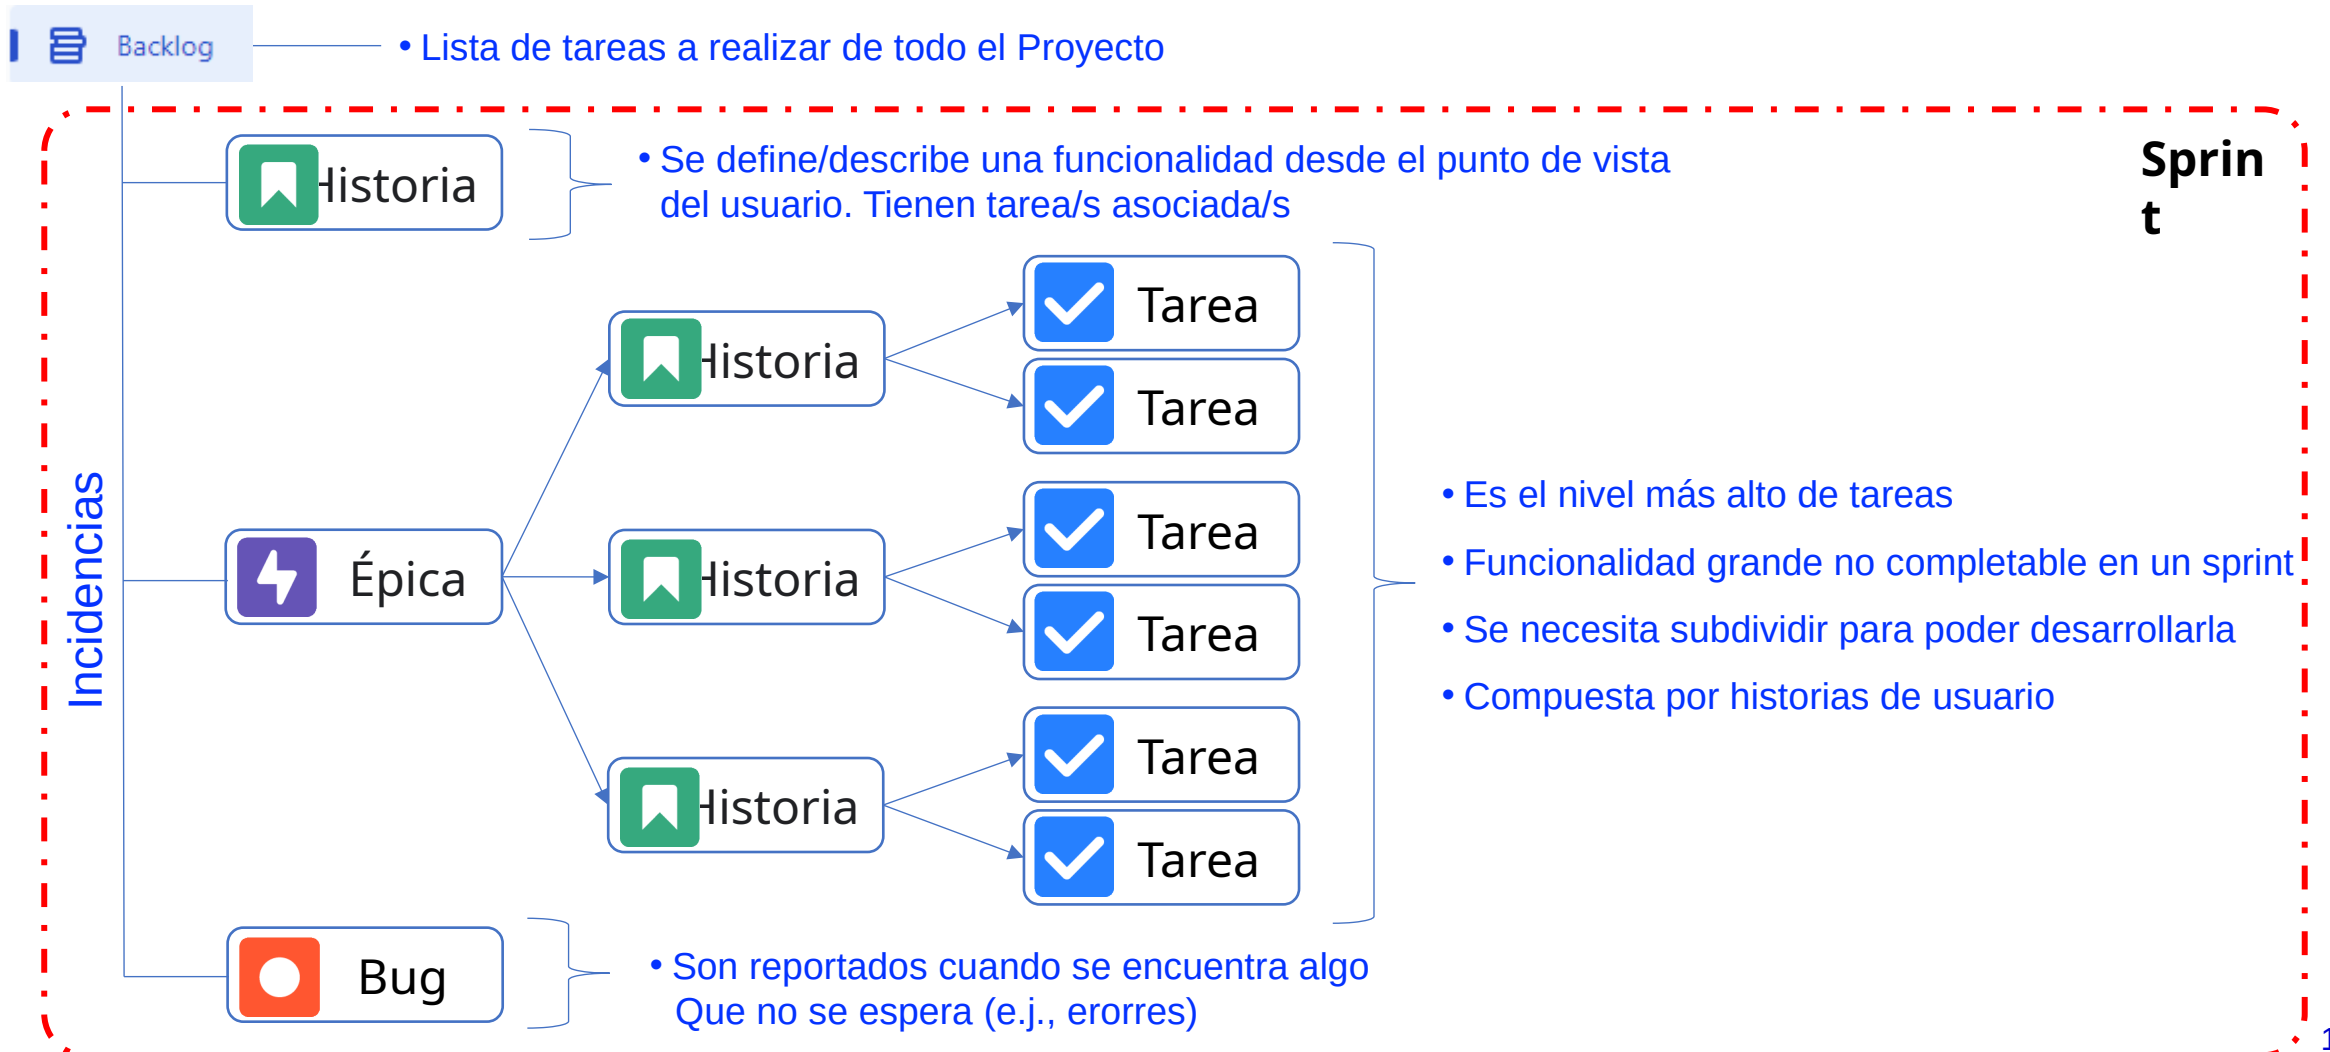 Backlog
• Lista de tareas a realizar de todo el Proyecto
Historia
• Se define/describe una funcionalidad desde el punto de vista
del usuario. Tienen tarea/s asociada/s
Sprin
t
Tarea
Historia
Tarea
Incidencias
Épica
Tarea
Historia
Tarea
Tarea
Historia
Tarea
• Es el nivel más alto de tareas
• Funcionalidad grande no completable en un sprint
• Se necesita subdividir para poder desarrollarla
• Compuesta por historias de usuario
Bug
• Son reportados cuando se encuentra algo
Que no se espera (e.j., erorres)
1